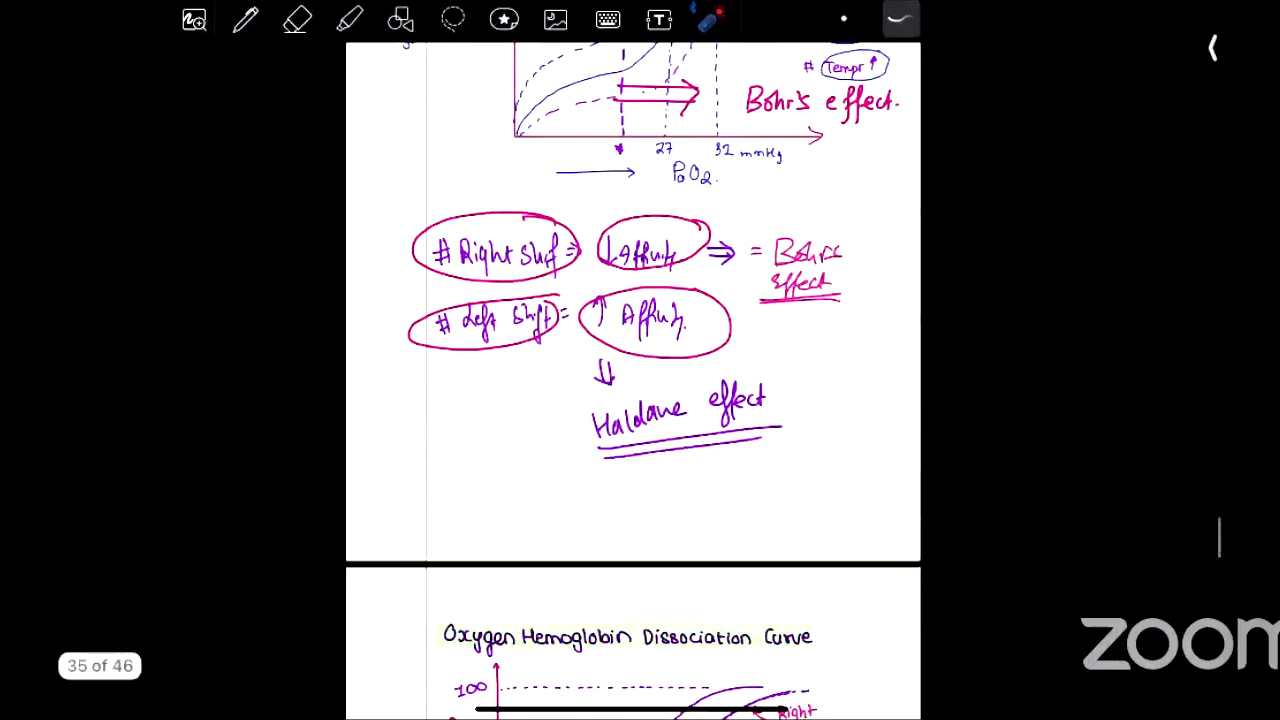 # Tempr ↑
Bohr's effect.
27 32 mmHg
PaO2.
# Right Shift = ↓ Affinity ⇒ = Bohr's
Effect
# Left Shift = ↑ Affinity.
⇓
Haldane effect
Oxygen Hemoglobin Dissociation Curve
100
Right
35 of 46
zoom